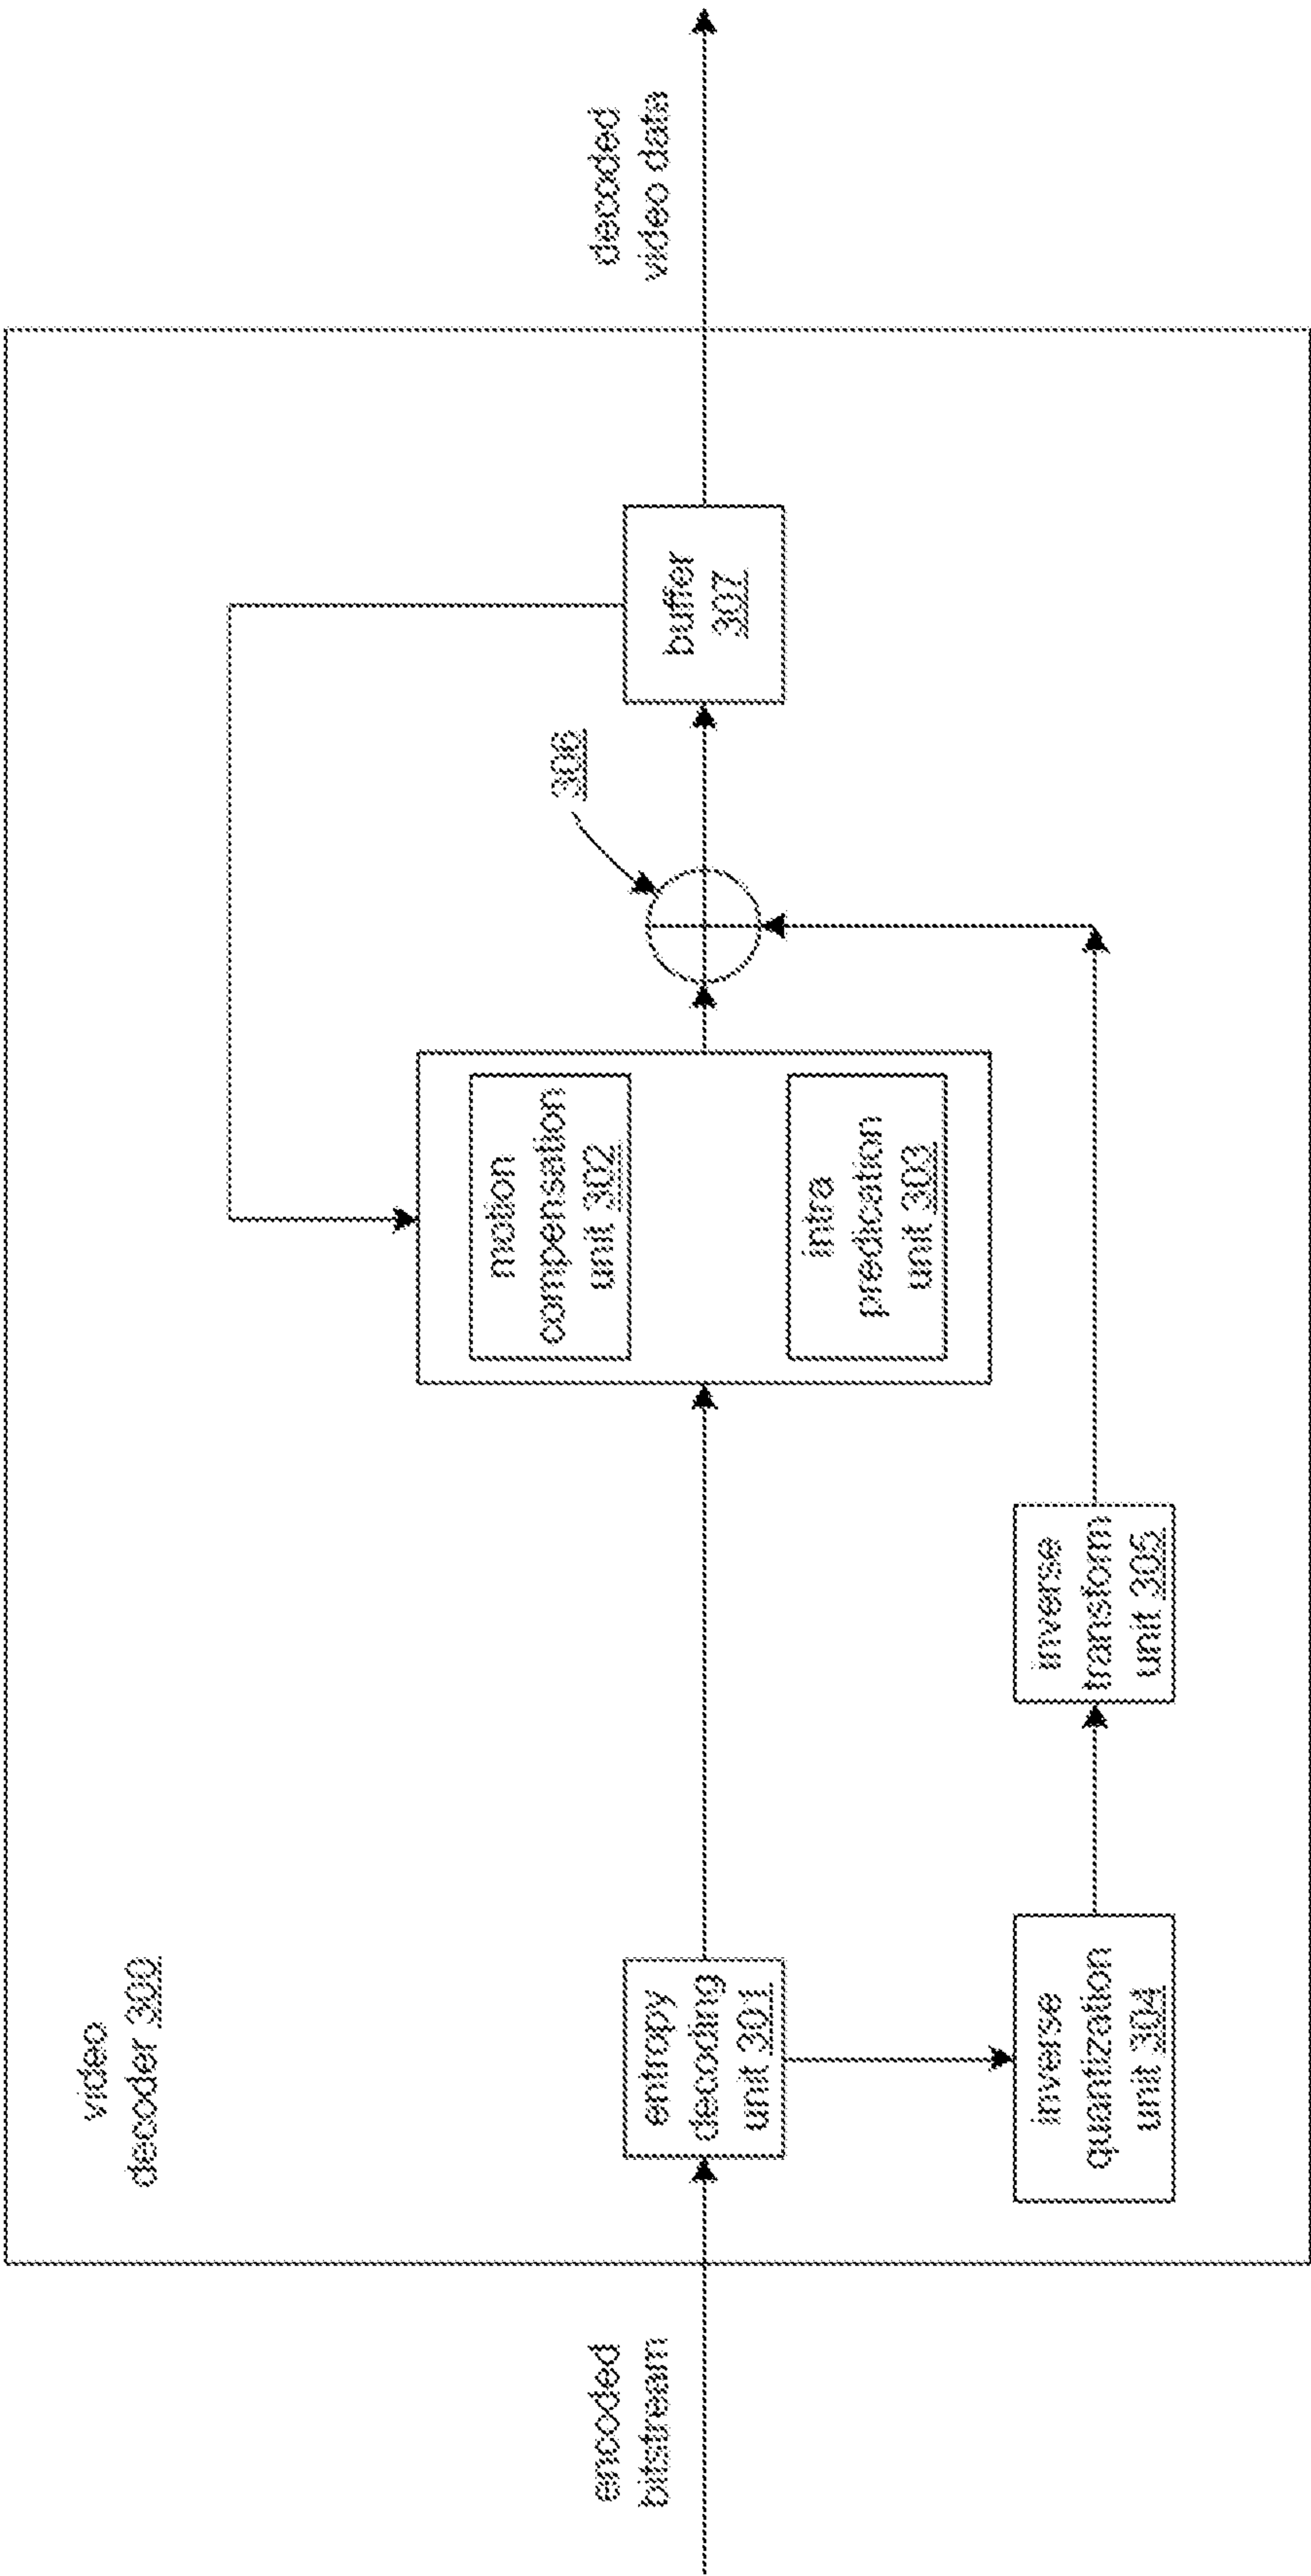 video
decoder 300
encoded
bitstream
entropy
decoding
unit 301
inverse
quantization
unit 304
inverse
transform
unit 305
motion
compensation
unit 302
intra
predication
unit 303
306
buffer
307
decoded
video data